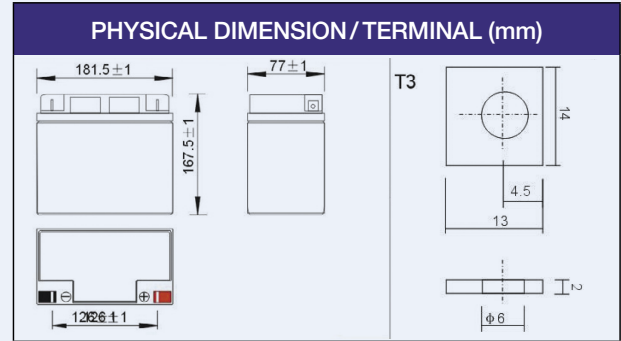 PHYSICAL DIMENSION / TERMINAL (mm)
181.5±1
77±1
167.5±1
T3
14
4.5
13
2
ϕ6
⊖ ⊕